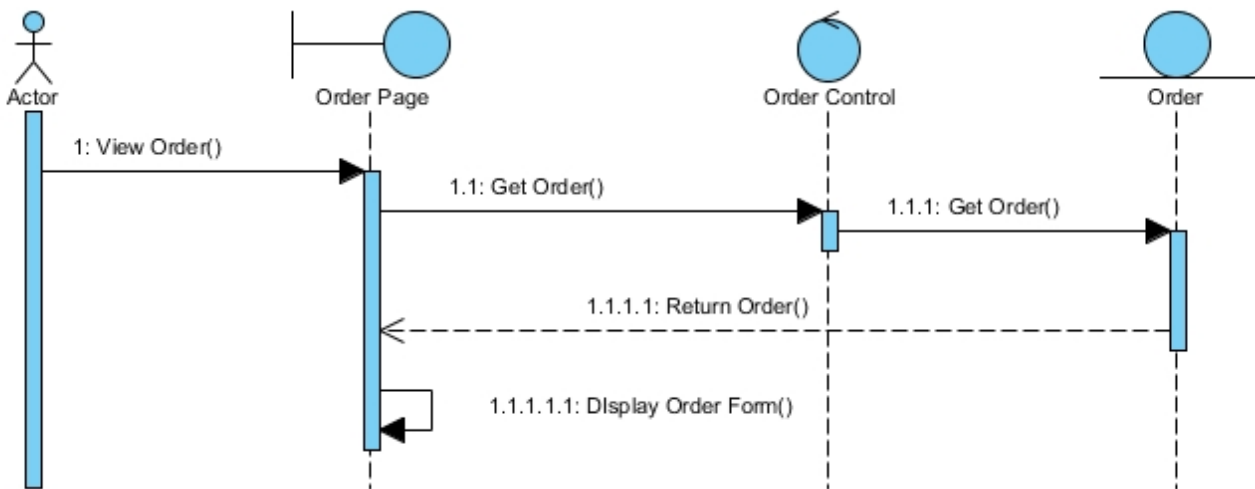 Actor
Order Page
Order Control
Order
1: View Order()
1.1: Get Order()
1.1.1: Get Order()
1.1.1.1: Return Order()
1.1.1.1.1: DIsplay Order Form()